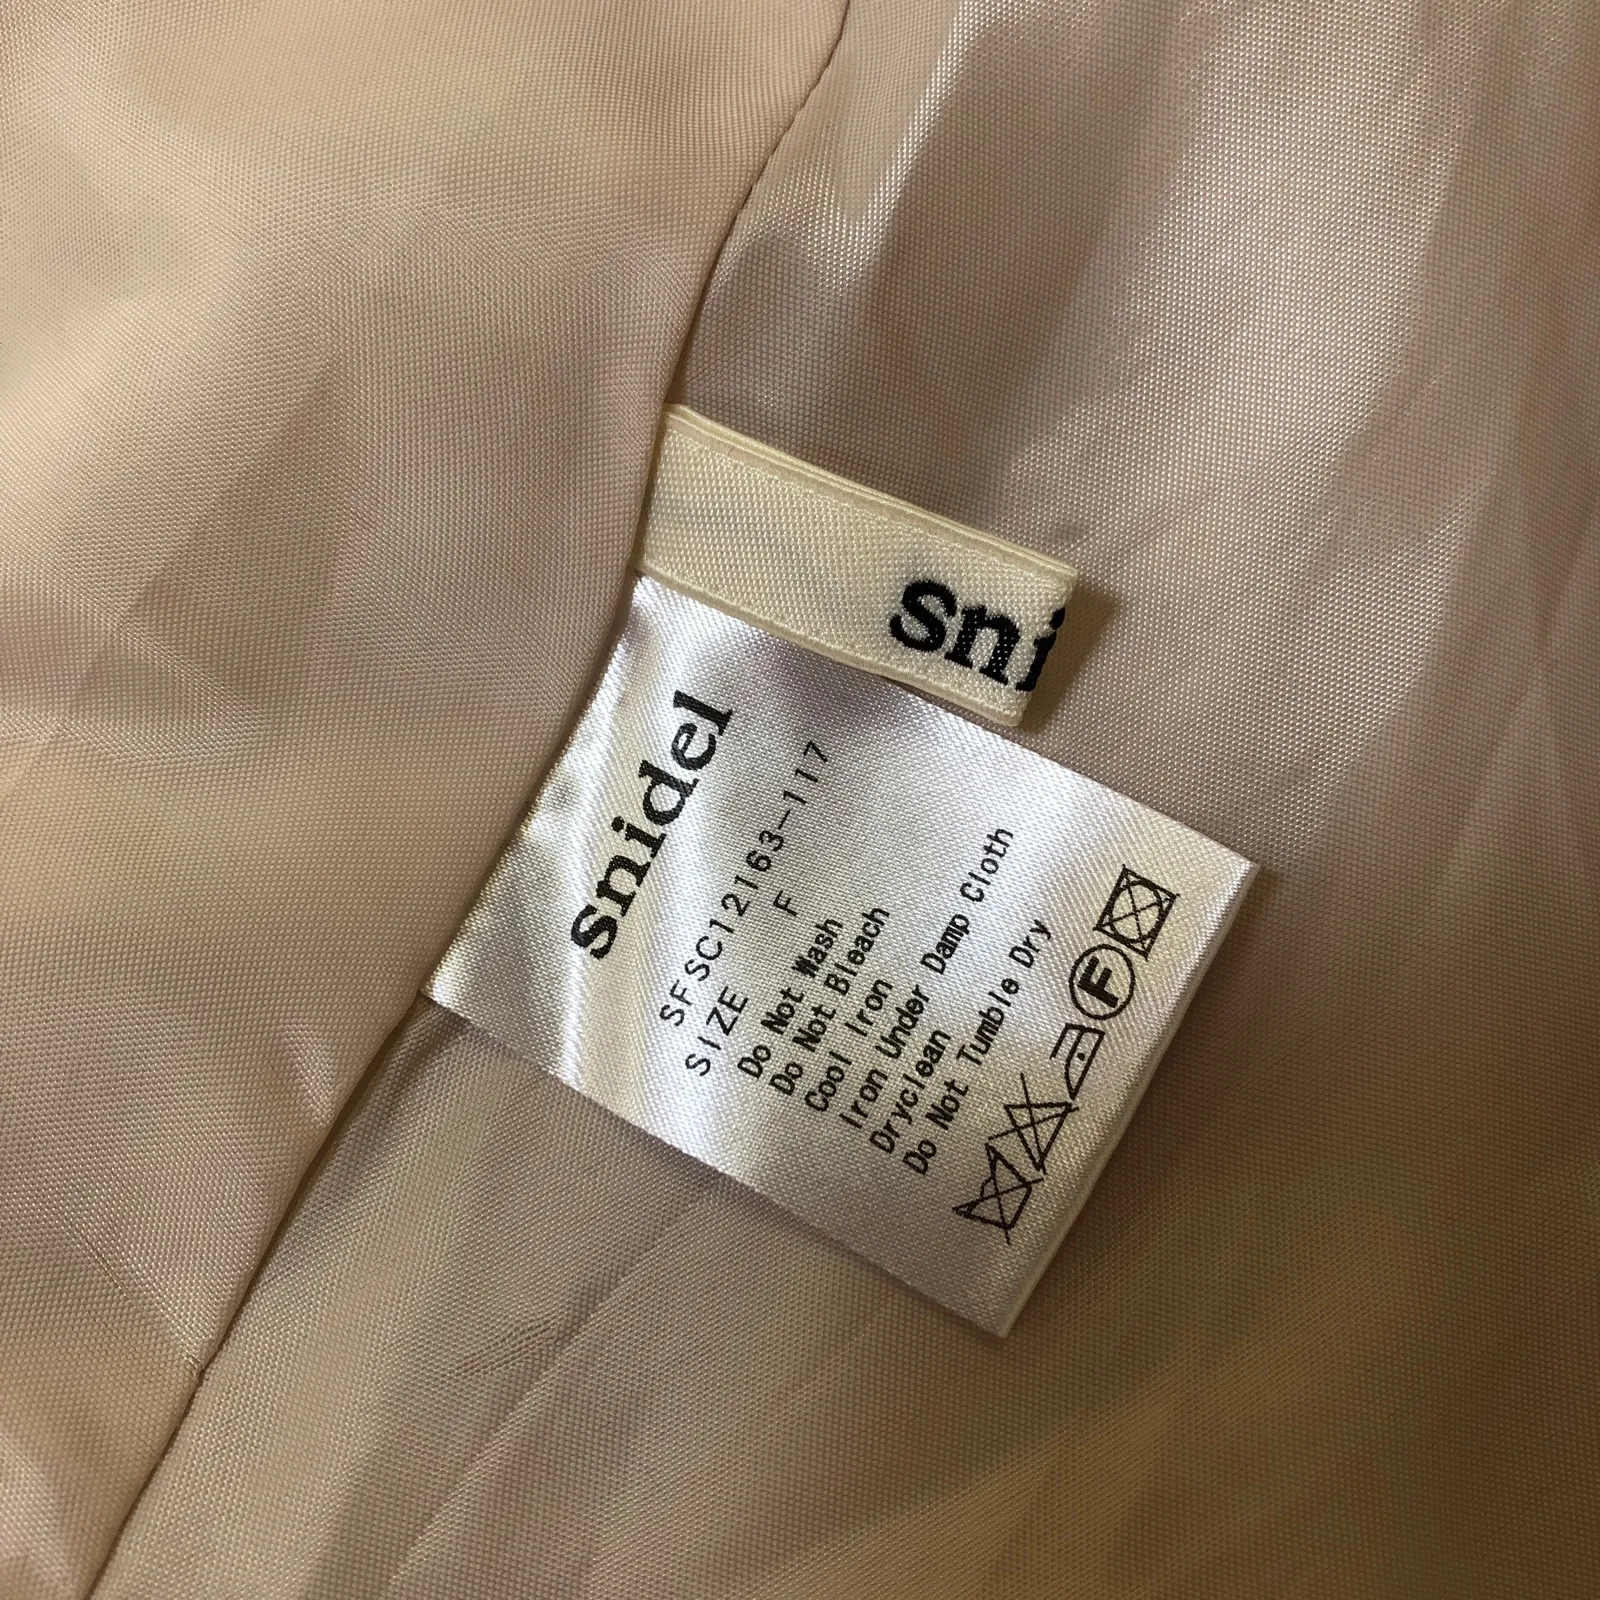 sni
snidel
SFSC12163-117
SIZE F
Do Not Wash
Do Not Bleach
Cool Iron
Iron Under Damp Cloth
Dryclean
Do Not Tumble Dry
F